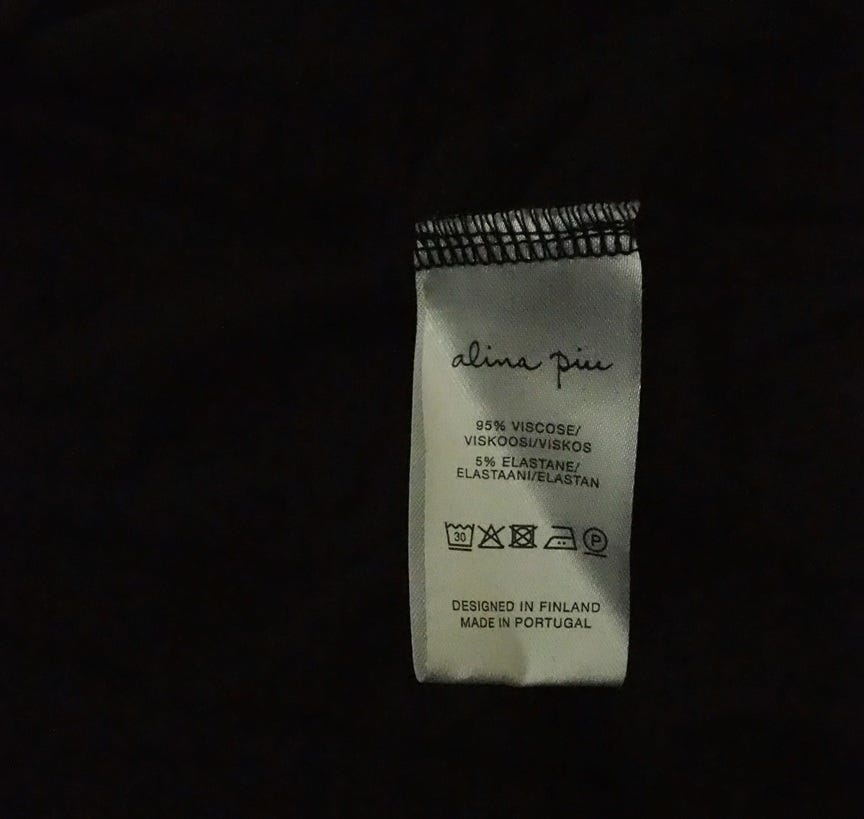 alina piu
95% VISCOSE/
VISKOOSI/VISKOS
5% ELASTANE/
ELASTAANI/ELASTAN
30 P
DESIGNED IN FINLAND
MADE IN PORTUGAL